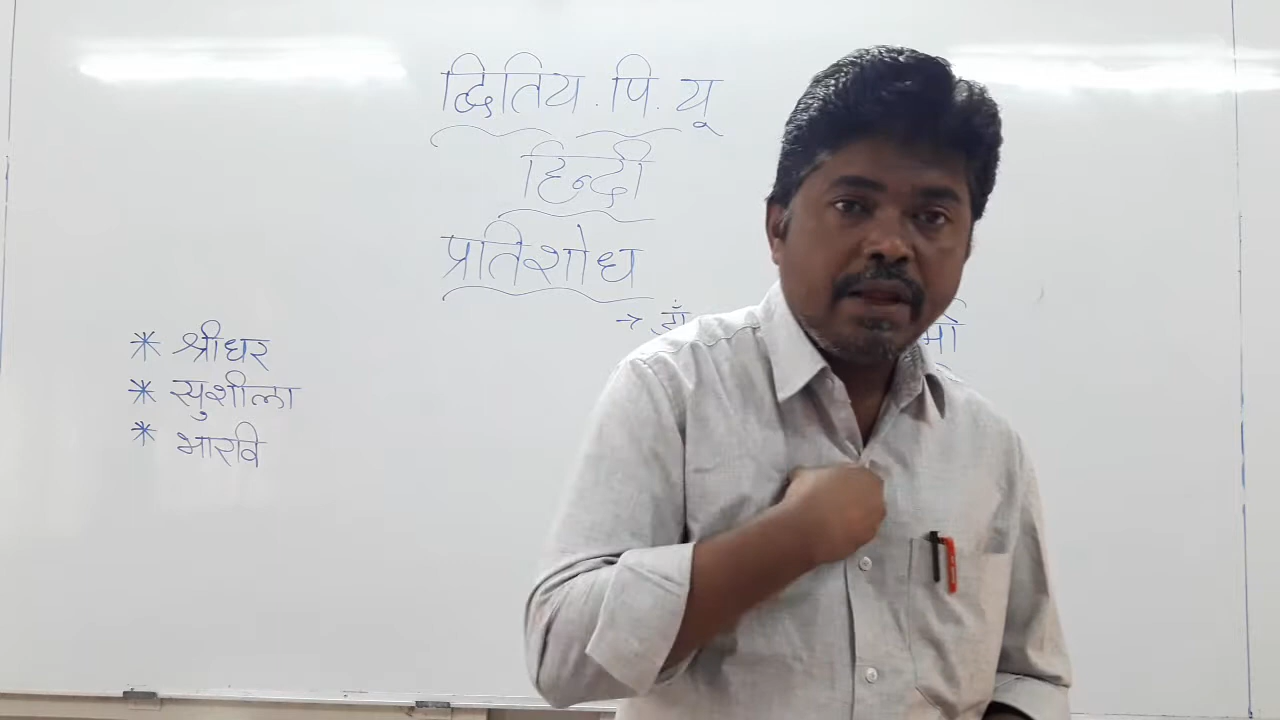 द्वितिय. पि. यू
हिन्दी
प्रतिशोध
→ डॉ
* श्रीधर
* सुशीला
* भारवि